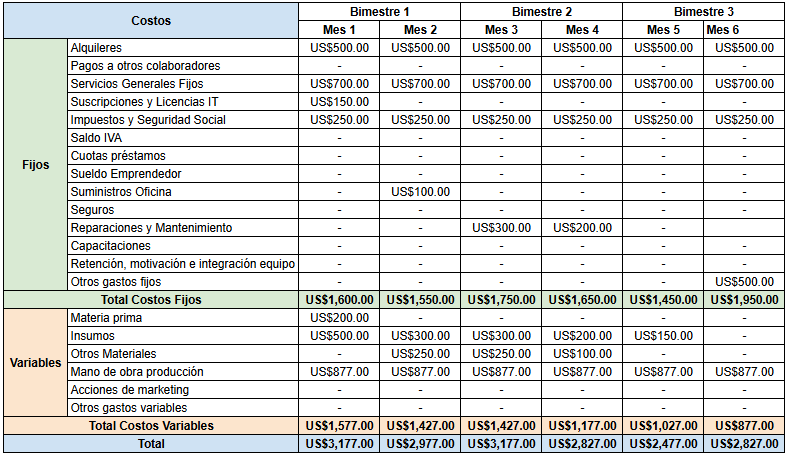 Costos Bimestre 1 Bimestre 2 Bimestre 3
Mes 1 Mes 2 Mes 3 Mes 4 Mes 5 Mes 6
Fijos
Alquileres US$500.00 US$500.00 US$500.00 US$500.00 US$500.00 US$500.00
Pagos a otros colaboradores - - - - - -
Servicios Generales Fijos US$700.00 US$700.00 US$700.00 US$700.00 US$700.00 US$700.00
Suscripciones y Licencias IT US$150.00 - - - - -
Impuestos y Seguridad Social US$250.00 US$250.00 US$250.00 US$250.00 US$250.00 US$250.00
Saldo IVA - - - - - -
Cuotas préstamos - - - - - -
Sueldo Emprendedor - - - - - -
Suministros Oficina - US$100.00 - - - -
Seguros - - - - - -
Reparaciones y Mantenimiento - - US$300.00 US$200.00 - -
Capacitaciones - - - - - -
Retención, motivación e integración equipo - - - - - -
Otros gastos fijos - - - - - US$500.00
Total Costos Fijos US$1,600.00 US$1,550.00 US$1,750.00 US$1,650.00 US$1,450.00 US$1,950.00
Variables
Materia prima US$200.00 - - - - -
Insumos US$500.00 US$300.00 US$300.00 US$200.00 US$150.00 -
Otros Materiales - US$250.00 US$250.00 US$100.00 - -
Mano de obra producción US$877.00 US$877.00 US$877.00 US$877.00 US$877.00 US$877.00
Acciones de marketing - - - - - -
Otros gastos variables - - - - - -
Total Costos Variables US$1,577.00 US$1,427.00 US$1,427.00 US$1,177.00 US$1,027.00 US$877.00
Total US$3,177.00 US$2,977.00 US$3,177.00 US$2,827.00 US$2,477.00 US$2,827.00